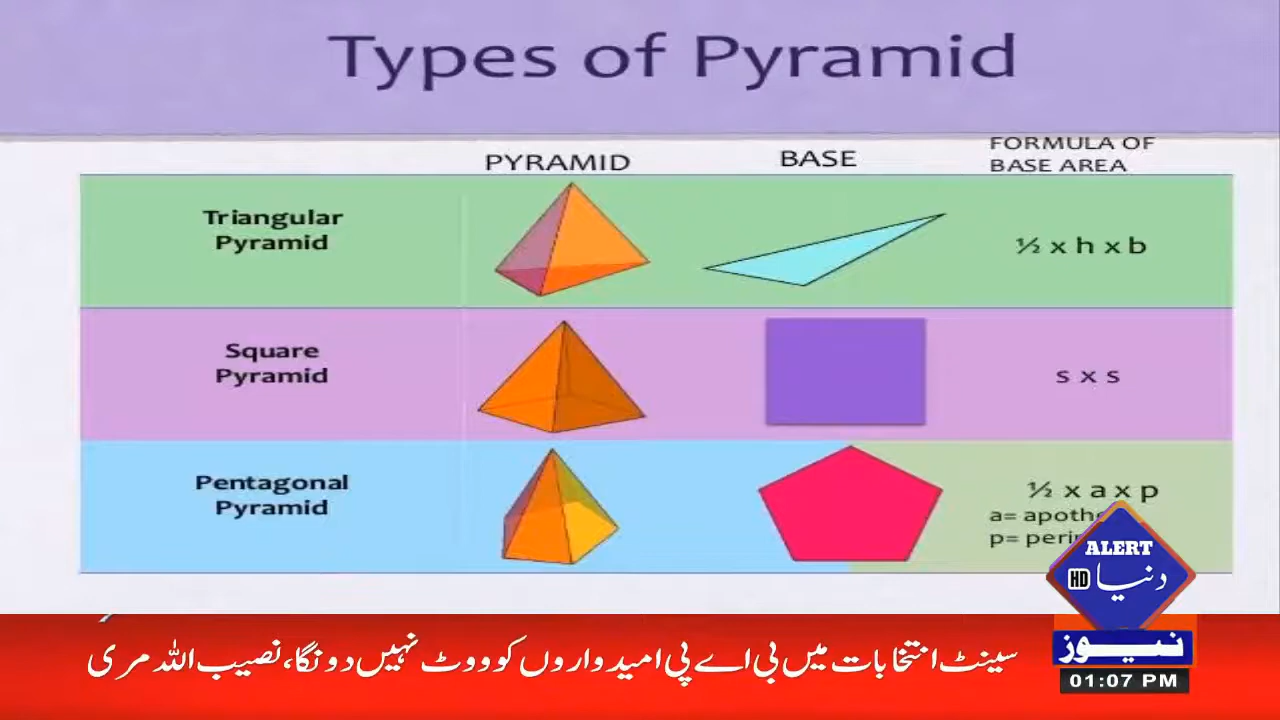 Types of Pyramid
PYRAMID
BASE
FORMULA OF
BASE AREA
Triangular
Pyramid
½ x h x b
Square
Pyramid
s x s
Pentagonal
Pyramid
½ x a x p
a=
p=
ALERT
HD دنیا
نیوز
01:07 PM
سینٹ انتخابات میں بی اے پی امیدواروں کو ووٹ نہیں دونگا، نصیب اللہ مری